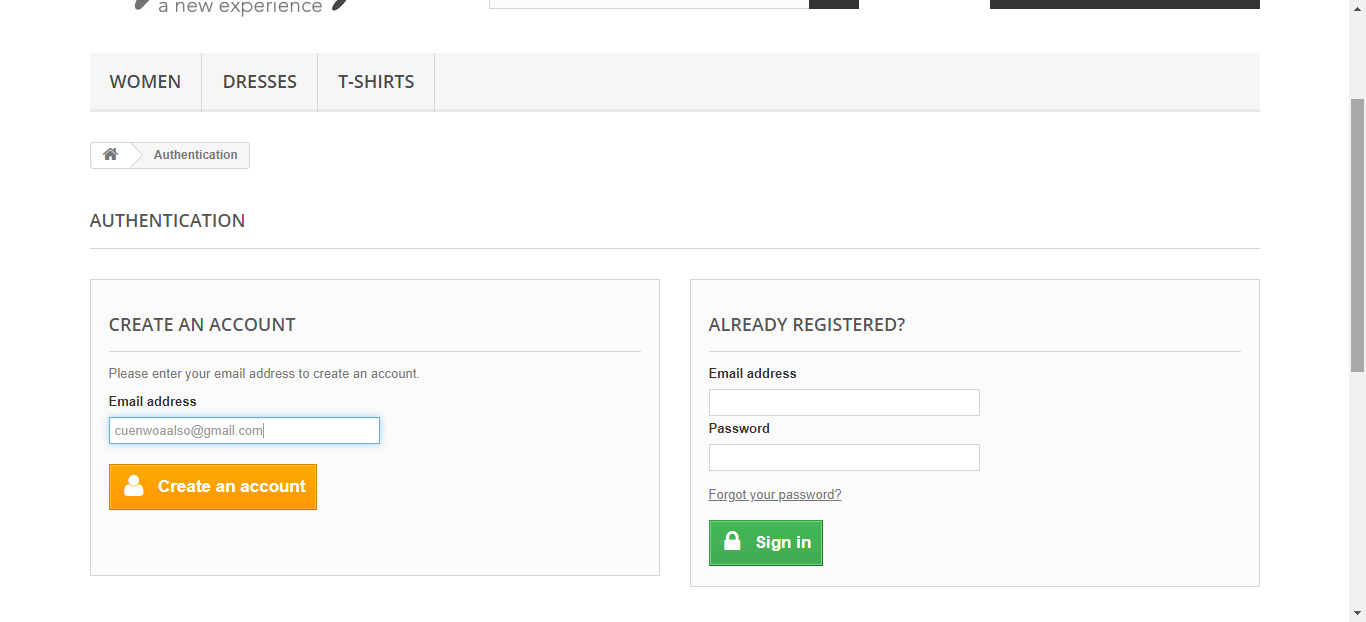 a new experience
WOMEN
DRESSES
T-SHIRTS
Authentication
AUTHENTICATION
CREATE AN ACCOUNT
Please enter your email address to create an account.
Email address
cuenwoaalso@gmail.com
Create an account
ALREADY REGISTERED?
Email address
Password
Forgot your password?
Sign in